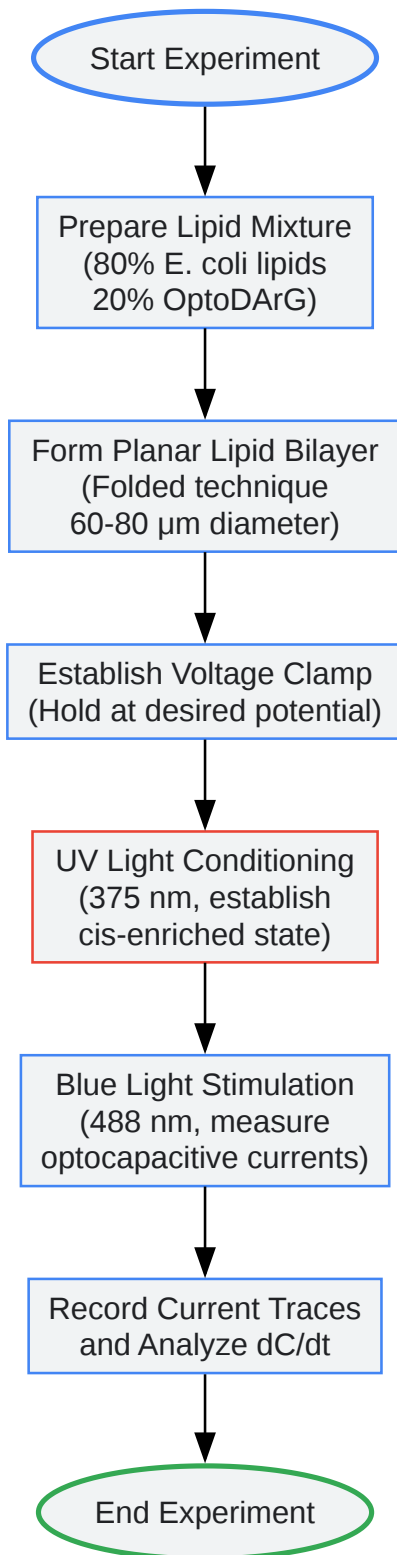 Start Experiment
Prepare Lipid Mixture
(80% E. coli lipids
20% OptoDArG)
Form Planar Lipid Bilayer
(Folded technique
60-80 μm diameter)
Establish Voltage Clamp
(Hold at desired potential)
UV Light Conditioning
(375 nm, establish
cis-enriched state)
Blue Light Stimulation
(488 nm, measure
optocapacitive currents)
Record Current Traces
and Analyze dC/dt
End Experiment